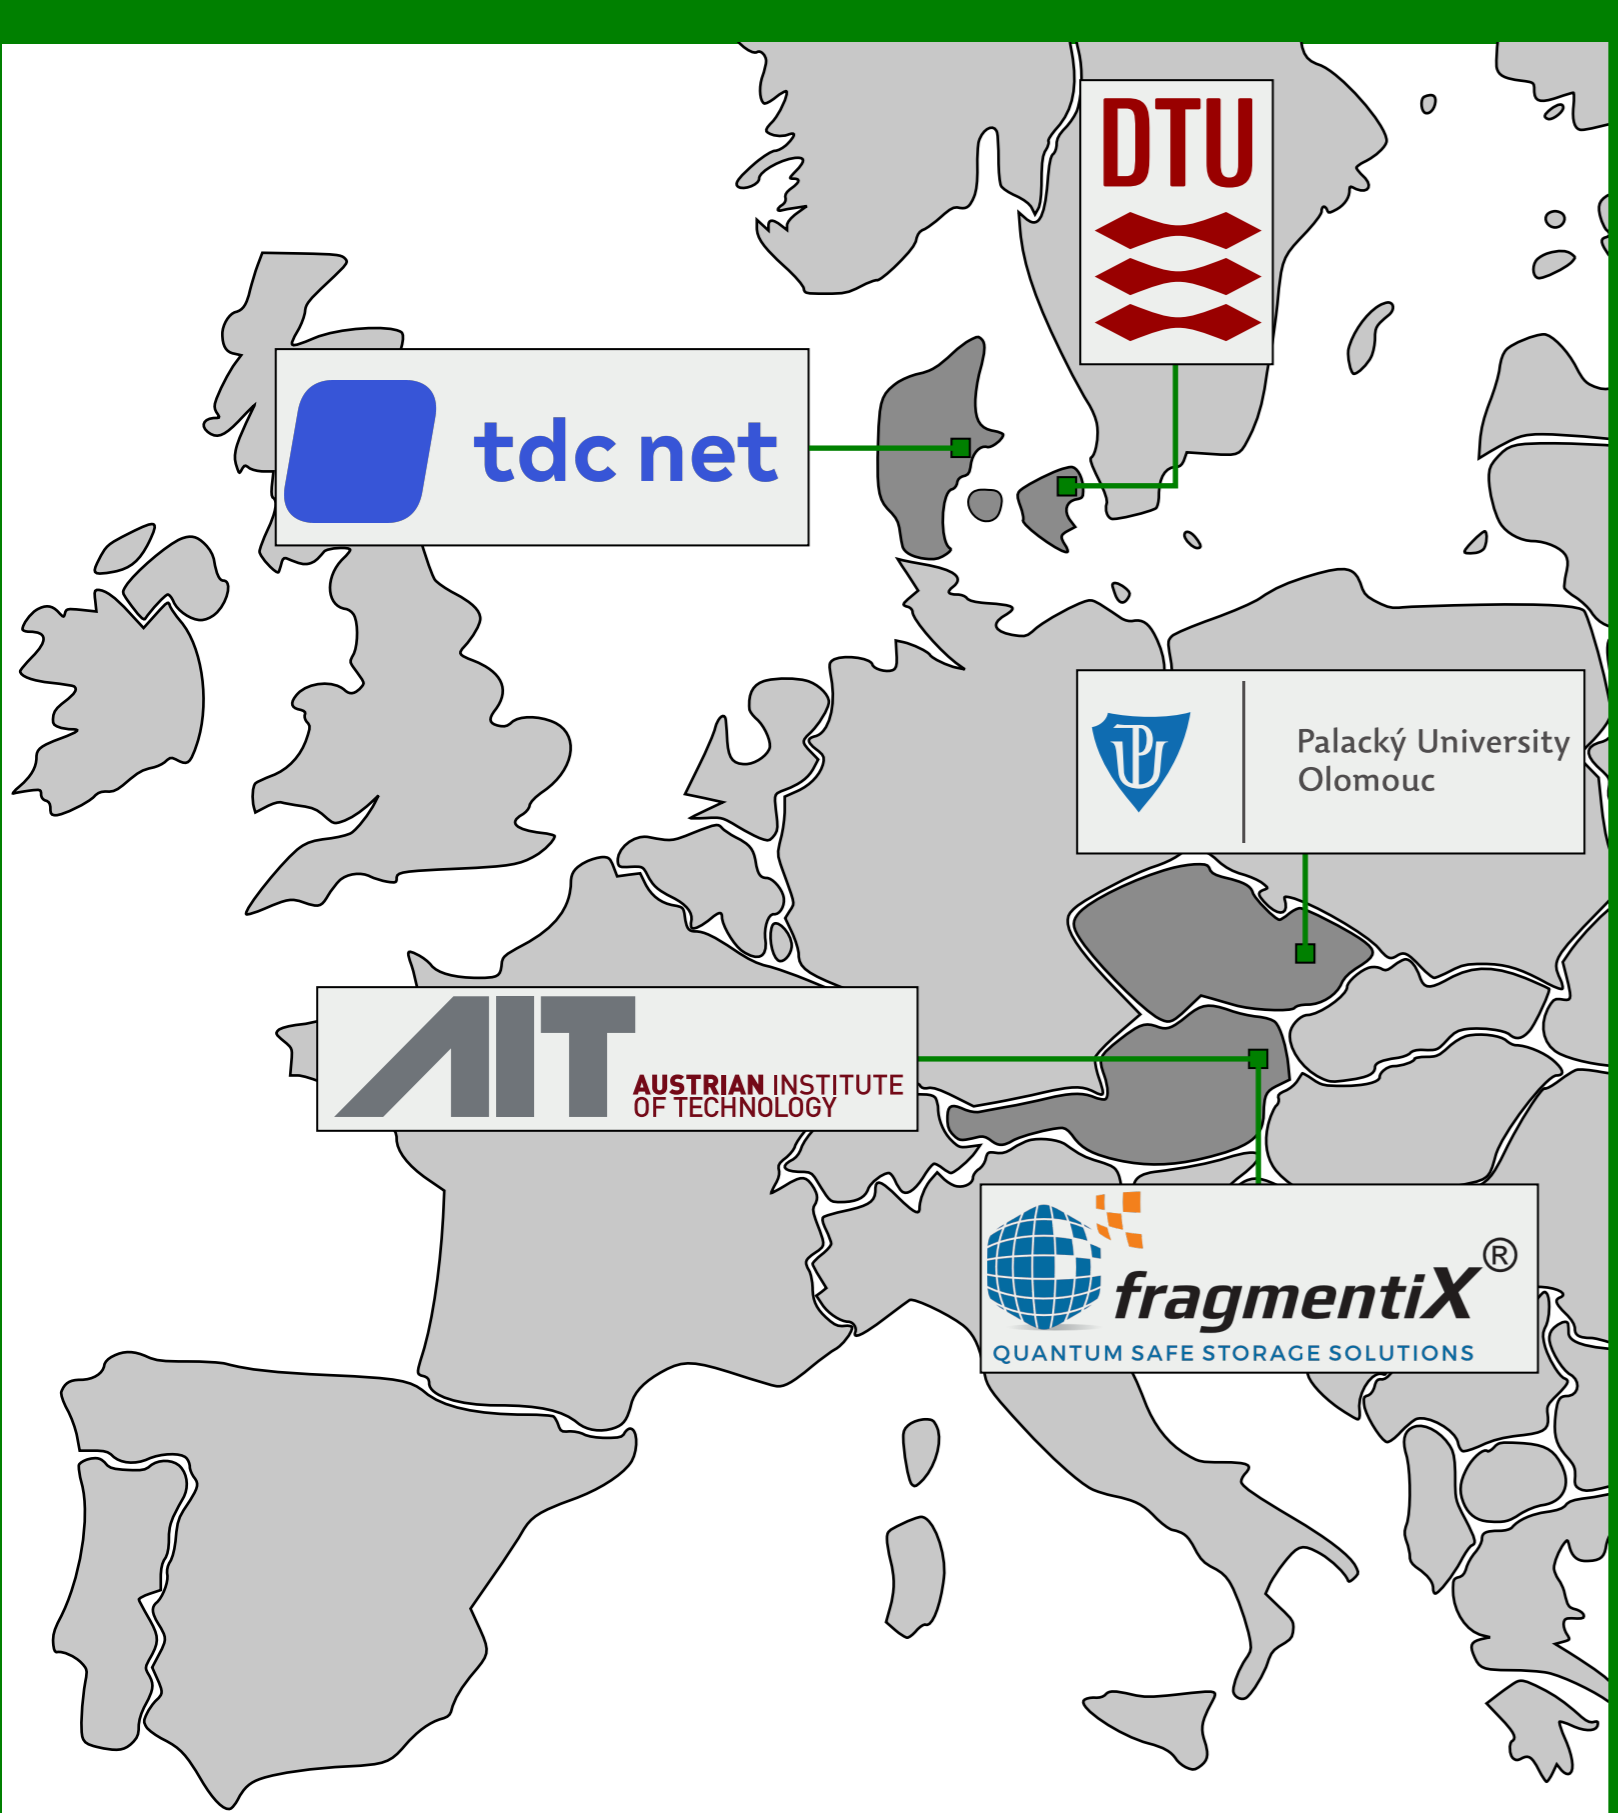 DTU
tdc net
Palacký University
Olomouc
AIT
AUSTRIAN INSTITUTE
OF TECHNOLOGY
fragmentiX®
QUANTUM SAFE STORAGE SOLUTIONS